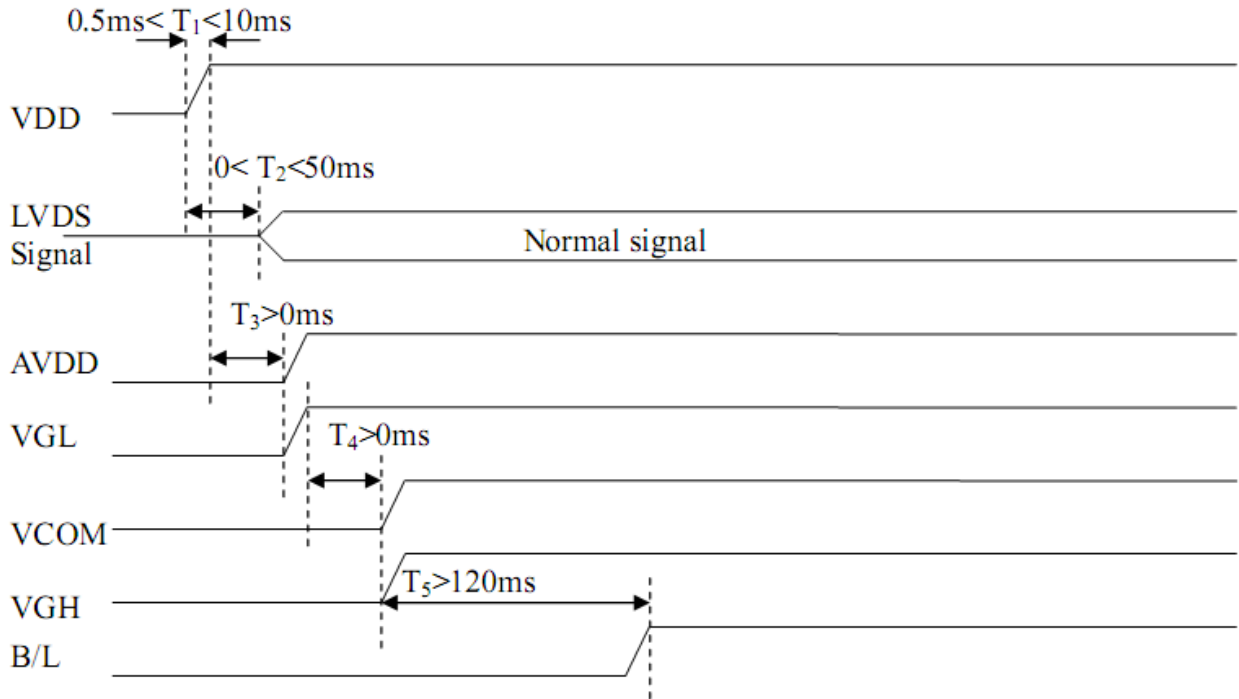 0.5ms< T₁<10ms
VDD
0< T₂<50ms
LVDS
Signal
Normal signal
T₃>0ms
AVDD
VGL
T₄>0ms
VCOM
T₅>120ms
VGH
B/L